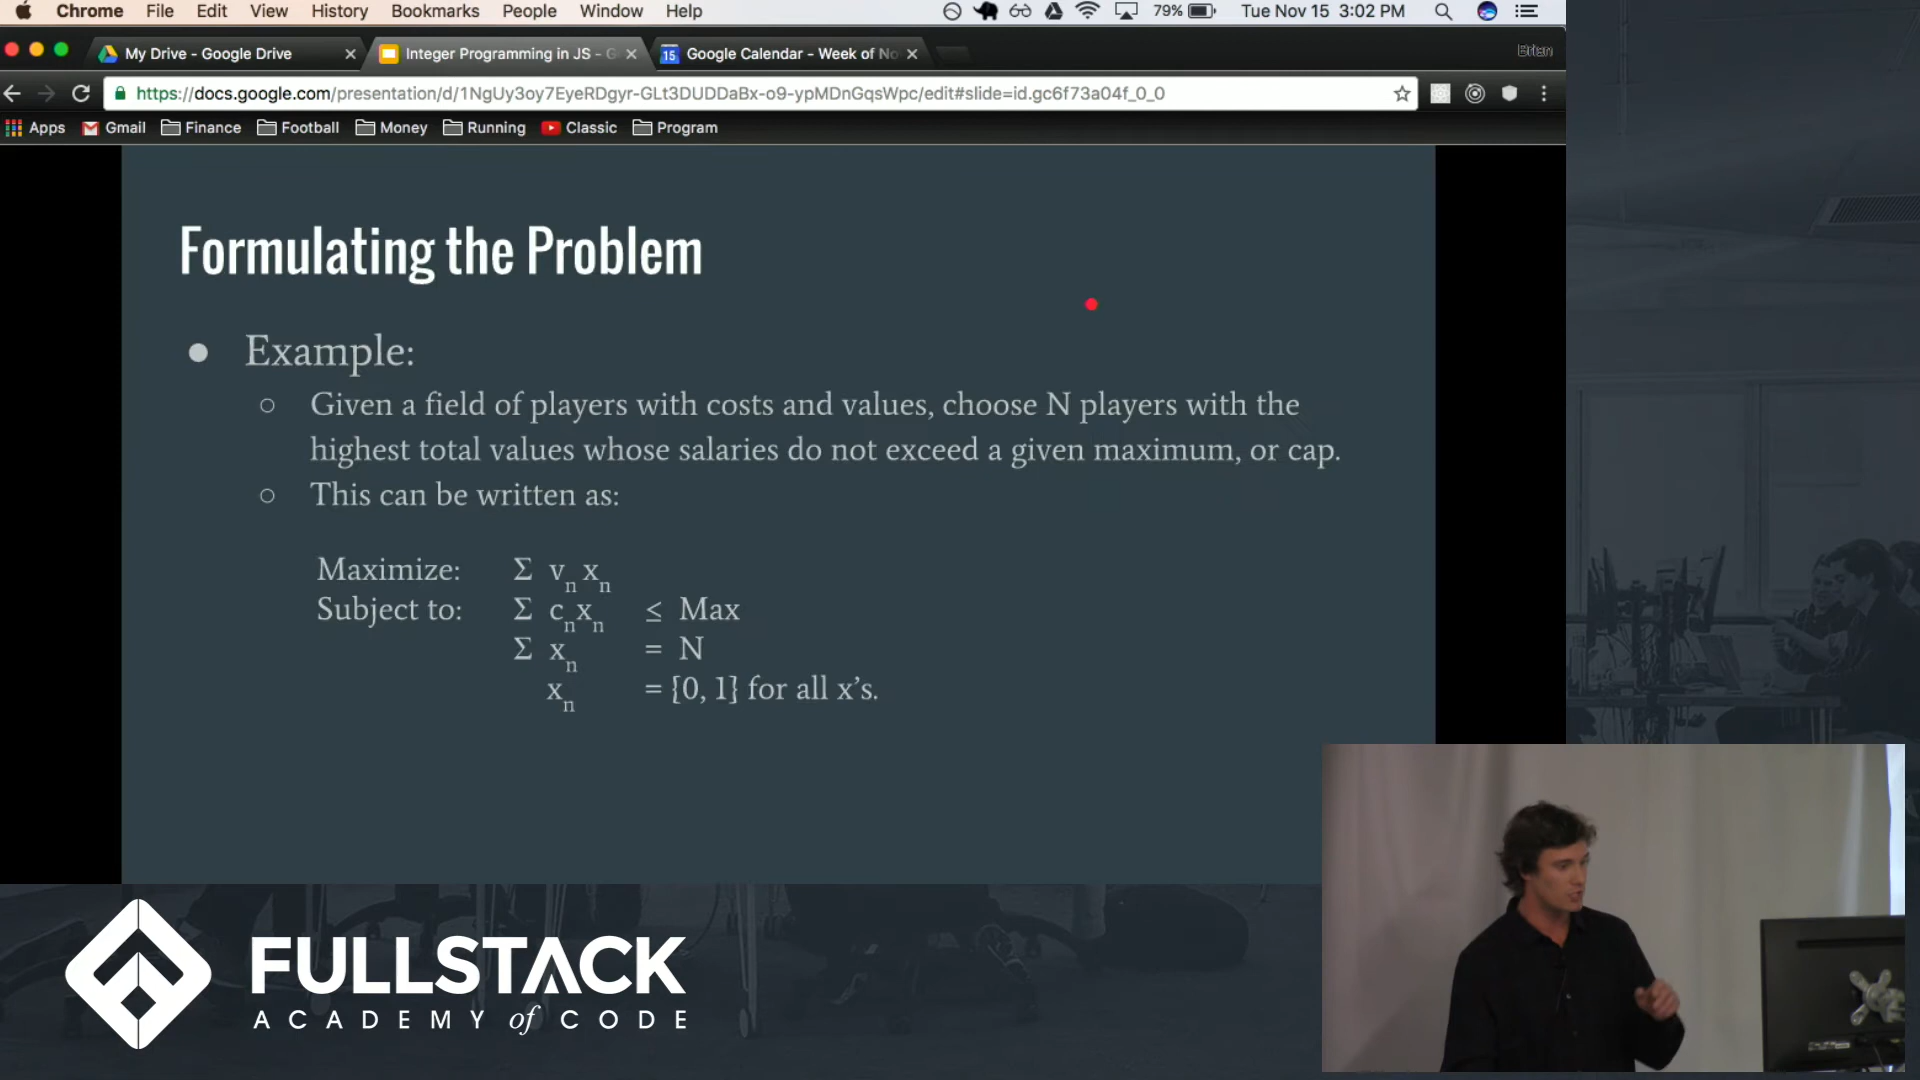 Chrome File Edit View History Bookmarks People Window Help 79% Tue Nov 15 3:02 PM
My Drive - Google Drive Integer Programming in JS - G 15 Google Calendar - Week of No Brian
https://docs.google.com/presentation/d/1NgUy3oy7EyeRDgyr-GLt3DUDDaBx-o9-ypMDnGqsWpc/edit#slide=id.gc6f73a04f_0_0
Apps Gmail Finance Football Money Running Classic Program
Formulating the Problem
● Example:
○ Given a field of players with costs and values, choose N players with the
highest total values whose salaries do not exceed a given maximum, or cap.
○ This can be written as:
Maximize: Σ vₙxₙ
Subject to: Σ cₙxₙ ≤ Max
Σ xₙ = N
xₙ = [0, 1} for all x’s.
FULLSTACK
ACADEMY of CODE